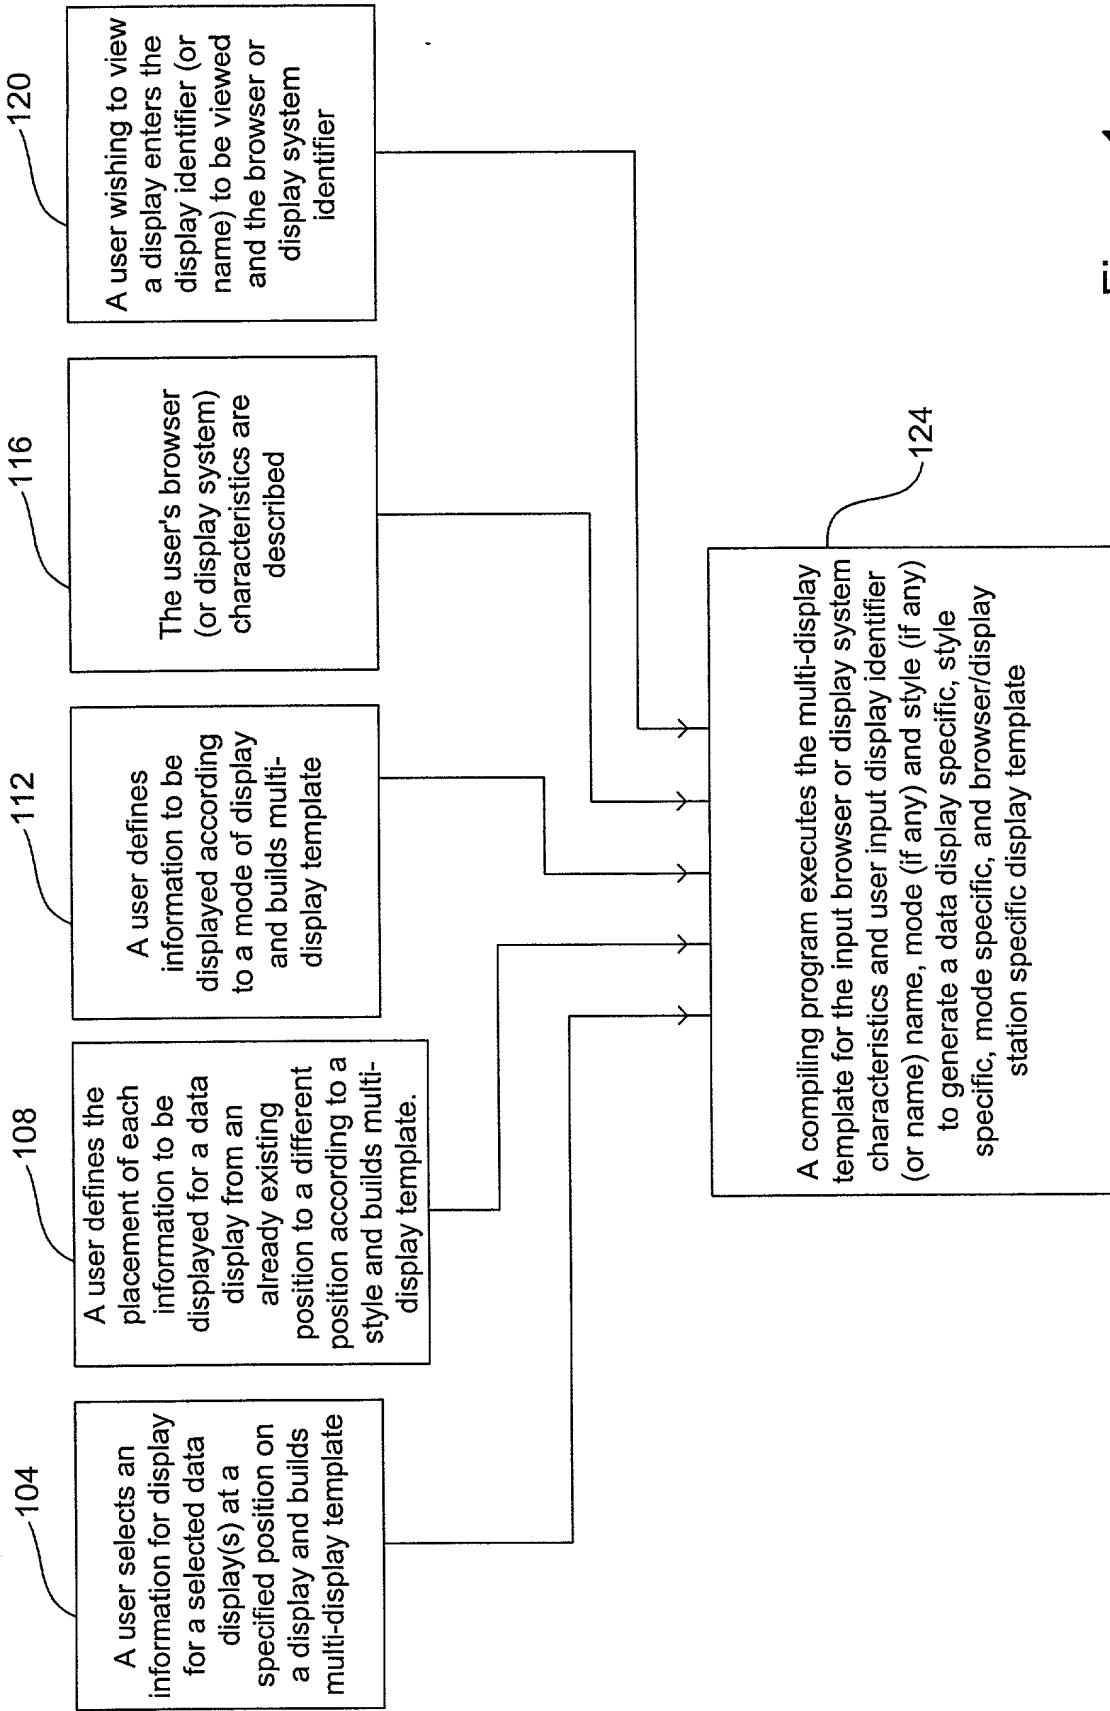 104
A user selects an
information for display
for a selected data
display(s) at a
specified position on
a display and builds
multi-display template
108
A user defines the
placement of each
information to be
displayed for a data
display from an
already existing
position to a different
position according to a
style and builds multi-
display template.
112
A user defines
information to be
displayed according
to a mode of display
and builds multi-
display template
116
The user's browser
(or display system)
characteristics are
described
120
A user wishing to view
a display enters the
display identifier (or
name) to be viewed
and the browser or
display system
identifier
124
A compiling program executes the multi-display
template for the input browser or display system
characteristics and user input display identifier
(or name) name, mode (if any) and style (if any)
to generate a data display specific, style
specific, mode specific, and browser/display
station specific display template